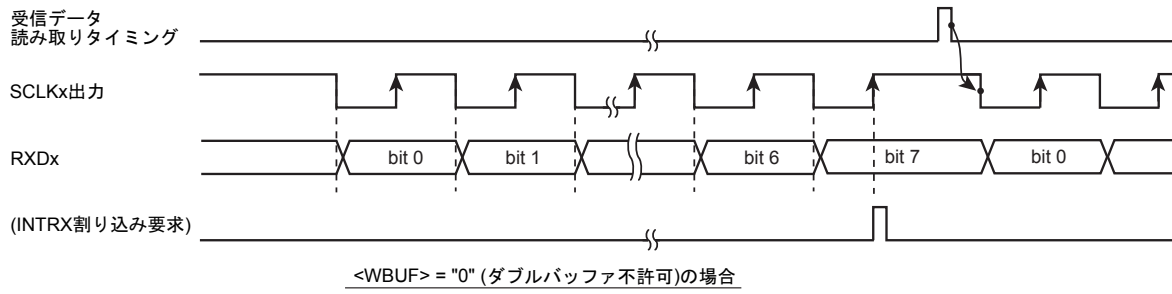 受信データ
読み取りタイミング
SCLKx出力
RXDx
bit 0
bit 1
bit 6
bit 7
bit 0
(INTRX割り込み要求)
<WBUF> = "0" (ダブルバッファ不許可)の場合